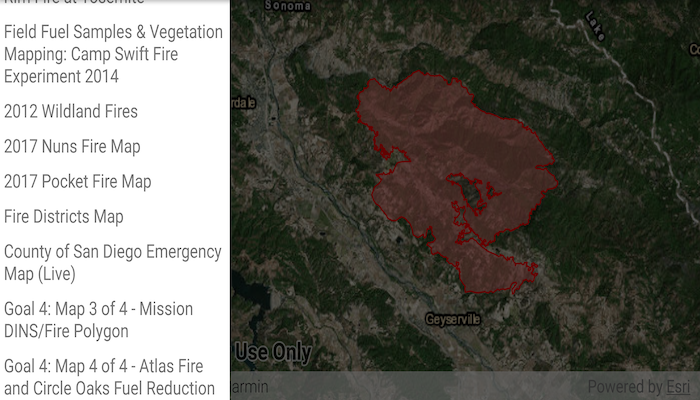 Rim Fire at Yosemite
Field Fuel Samples & Vegetation
Mapping: Camp Swift Fire
Experiment 2014
2012 Wildland Fires
2017 Nuns Fire Map
2017 Pocket Fire Map
Fire Districts Map
County of San Diego Emergency
Map (Live)
Goal 4: Map 3 of 4 - Mission
DINS/Fire Polygon
Goal 4: Map 4 of 4 - Atlas Fire
and Circle Oaks Fuel Reduction
Sonoma
Lake
rdale
Geyserville
Use Only
armin
Powered by Esri